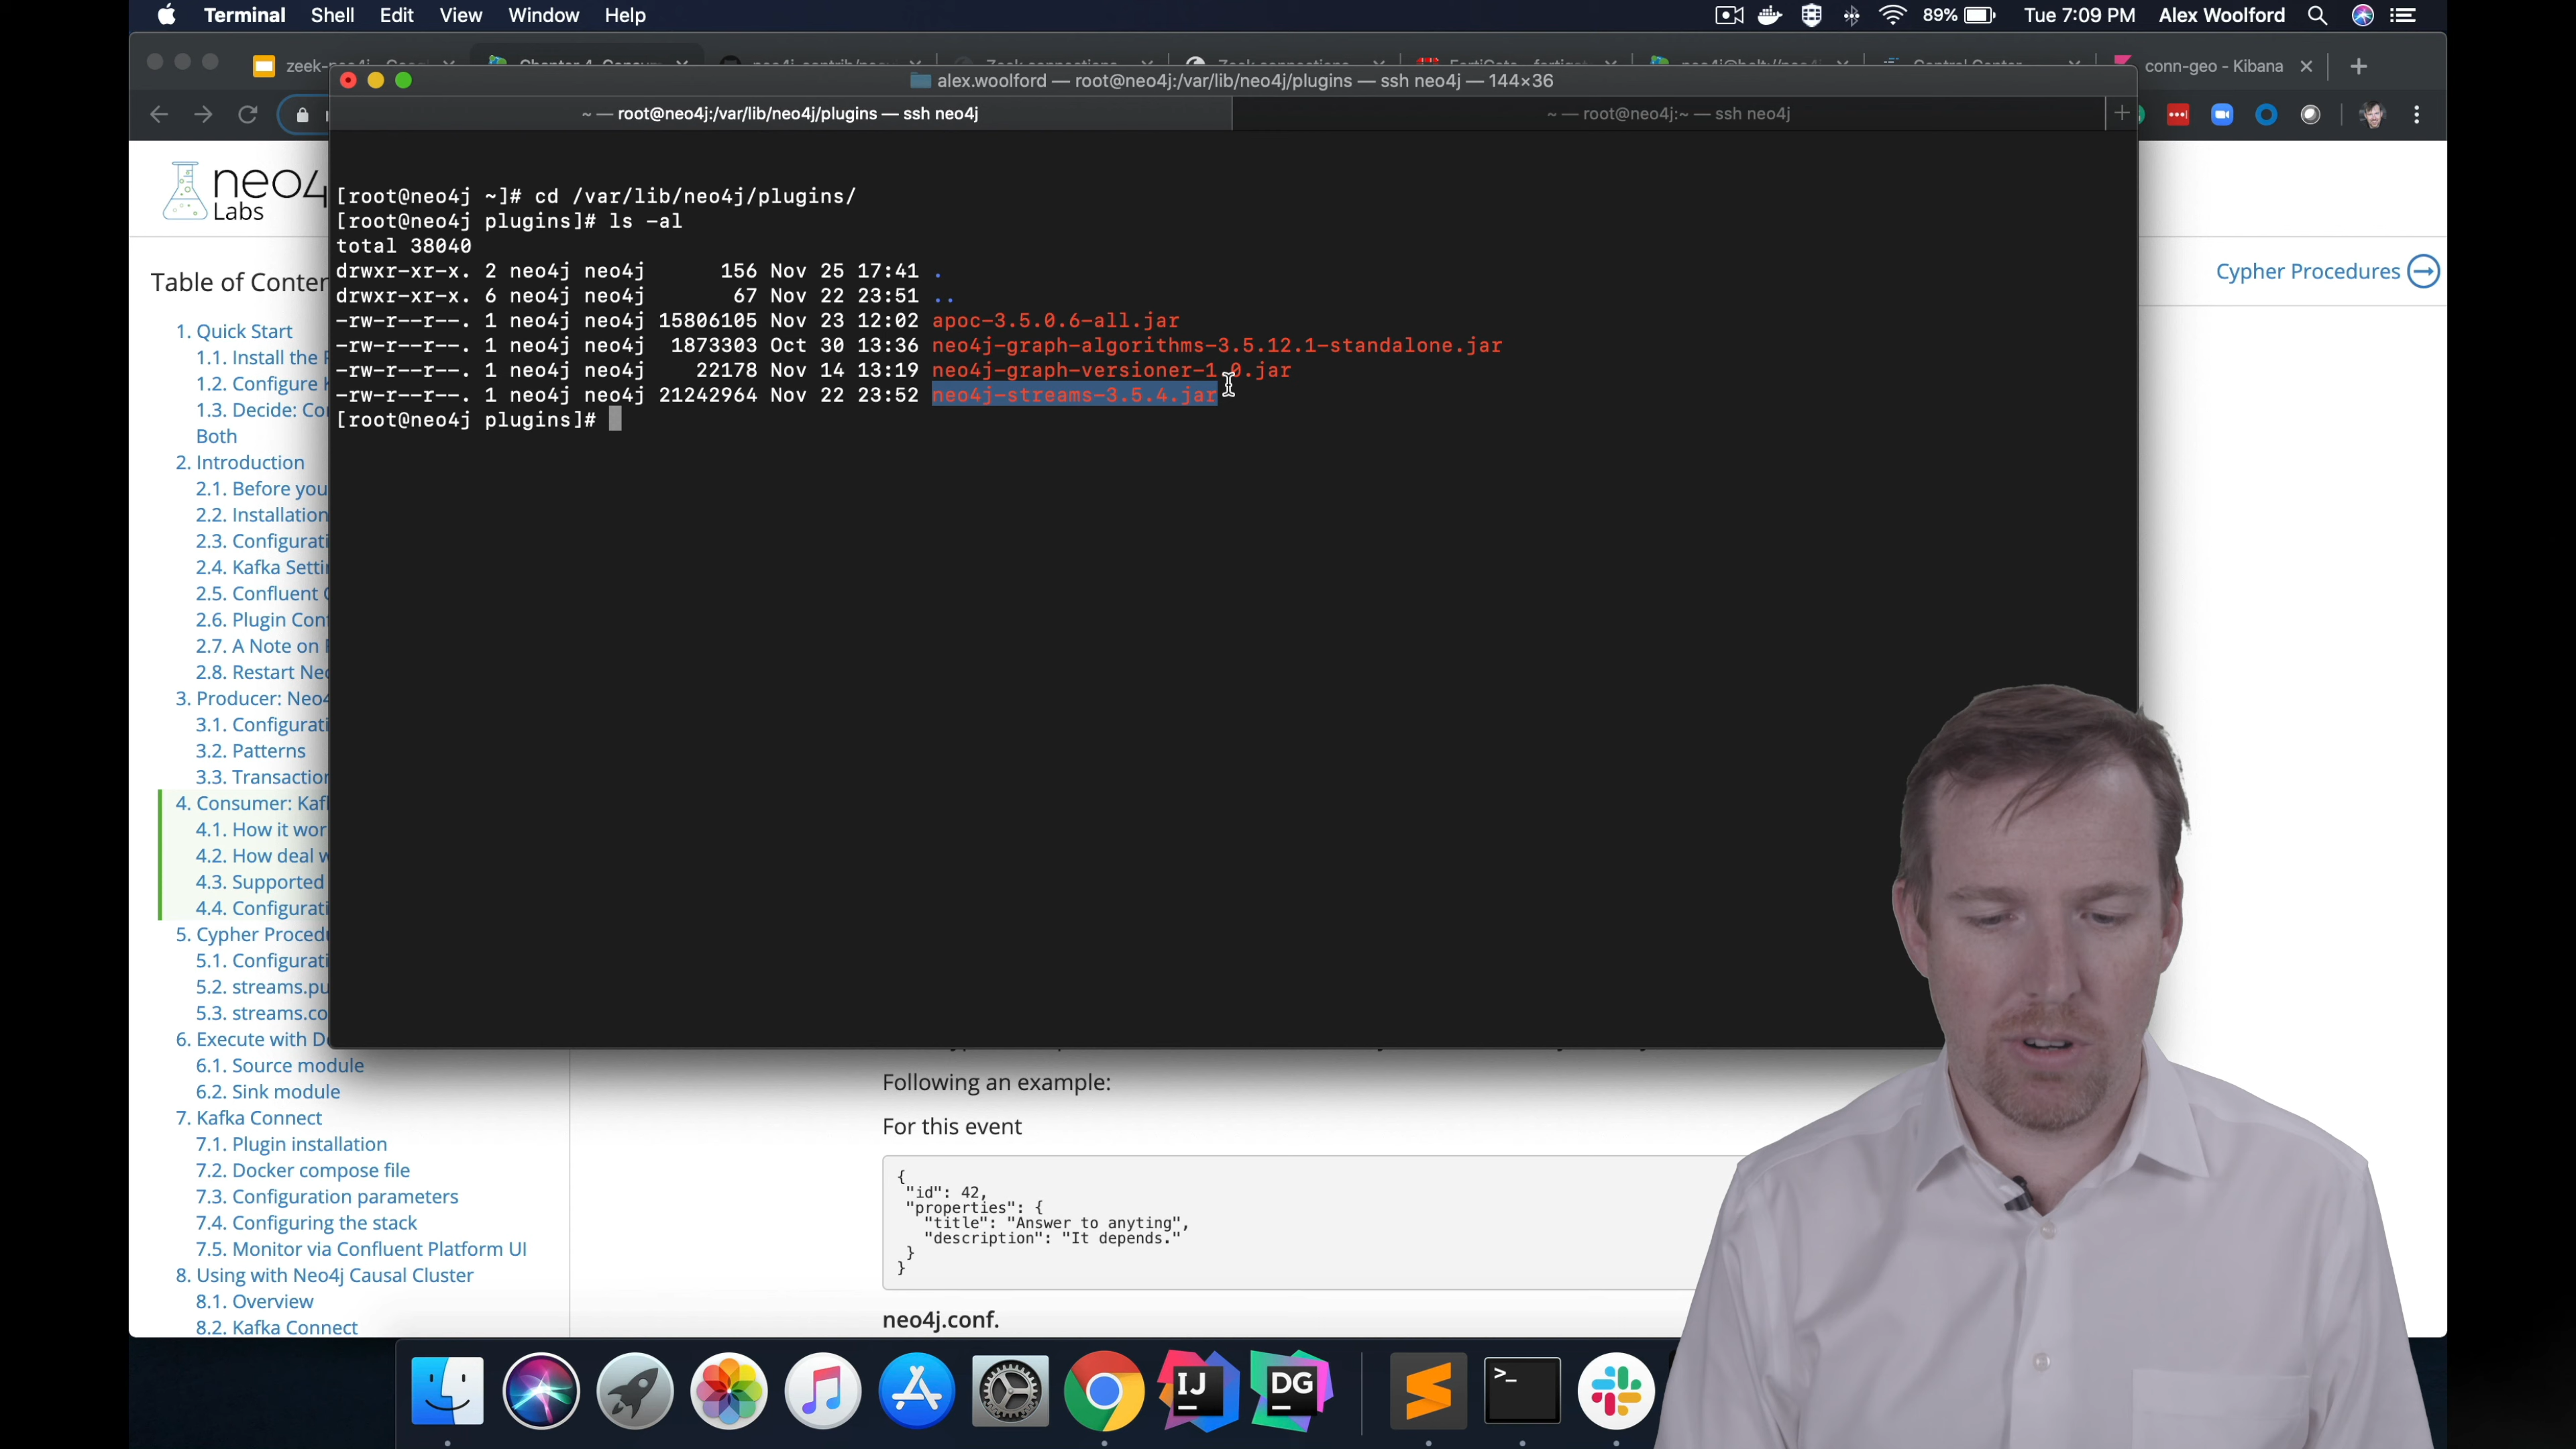 Terminal Shell Edit View Window Help 89% Tue 7:09 PM Alex Woolford
conn-geo - Kibana
alex.woolford — root@neo4j:/var/lib/neo4j/plugins — ssh neo4j — 144×36
~ — root@neo4j:/var/lib/neo4j/plugins — ssh neo4j
~ — root@neo4j:~ — ssh neo4j
[root@neo4j ~]# cd /var/lib/neo4j/plugins/
[root@neo4j plugins]# ls -al
total 38040
drwxr-xr-x. 2 neo4j neo4j 156 Nov 25 17:41 .
drwxr-xr-x. 6 neo4j neo4j 67 Nov 22 23:51 ..
-rw-r--r--. 1 neo4j neo4j 15806105 Nov 23 12:02 apoc-3.5.0.6-all.jar
-rw-r--r--. 1 neo4j neo4j 1873303 Oct 30 13:36 neo4j-graph-algorithms-3.5.12.1-standalone.jar
-rw-r--r--. 1 neo4j neo4j 22178 Nov 14 13:19 neo4j-graph-versioner-1.0.jar
-rw-r--r--. 1 neo4j neo4j 21242964 Nov 22 23:52 neo4j-streams-3.5.4.jar
[root@neo4j plugins]#
neo4
Labs
Cypher Procedures
Table of Conter
1. Quick Start
1.1. Install the
1.2. Configure
1.3. Decide:
Both
2. Introduction
2.1. Before you
2.2. Installation
2.3. Configurati
2.4. Kafka Setti
2.5. Confluent
2.6. Plugin Con
2.7. A Note on
2.8. Restart
3. Producer: Neo4
3.1. Configurati
3.2. Patterns
3.3. Transaction
4. Consumer: Kaf
4.1. How it wor
4.2. How deal
4.3. Supported
4.4. Configurati
5. Cypher Procedu
5.1. Configurati
5.2. streams.pu
5.3. streams.co
6. Execute with
6.1. Source module
6.2. Sink module
7. Kafka Connect
7.1. Plugin installation
7.2. Docker compose file
7.3. Configuration parameters
7.4. Configuring the stack
7.5. Monitor via Confluent Platform UI
8. Using with Neo4j Causal Cluster
8.1. Overview
8.2. Kafka Connect
Following an example:
For this event
{
"id": 42,
"properties": {
"title": "Answer to anyting",
"description": "It depends."
}
}
neo4j.conf.
IJ
DG
>_